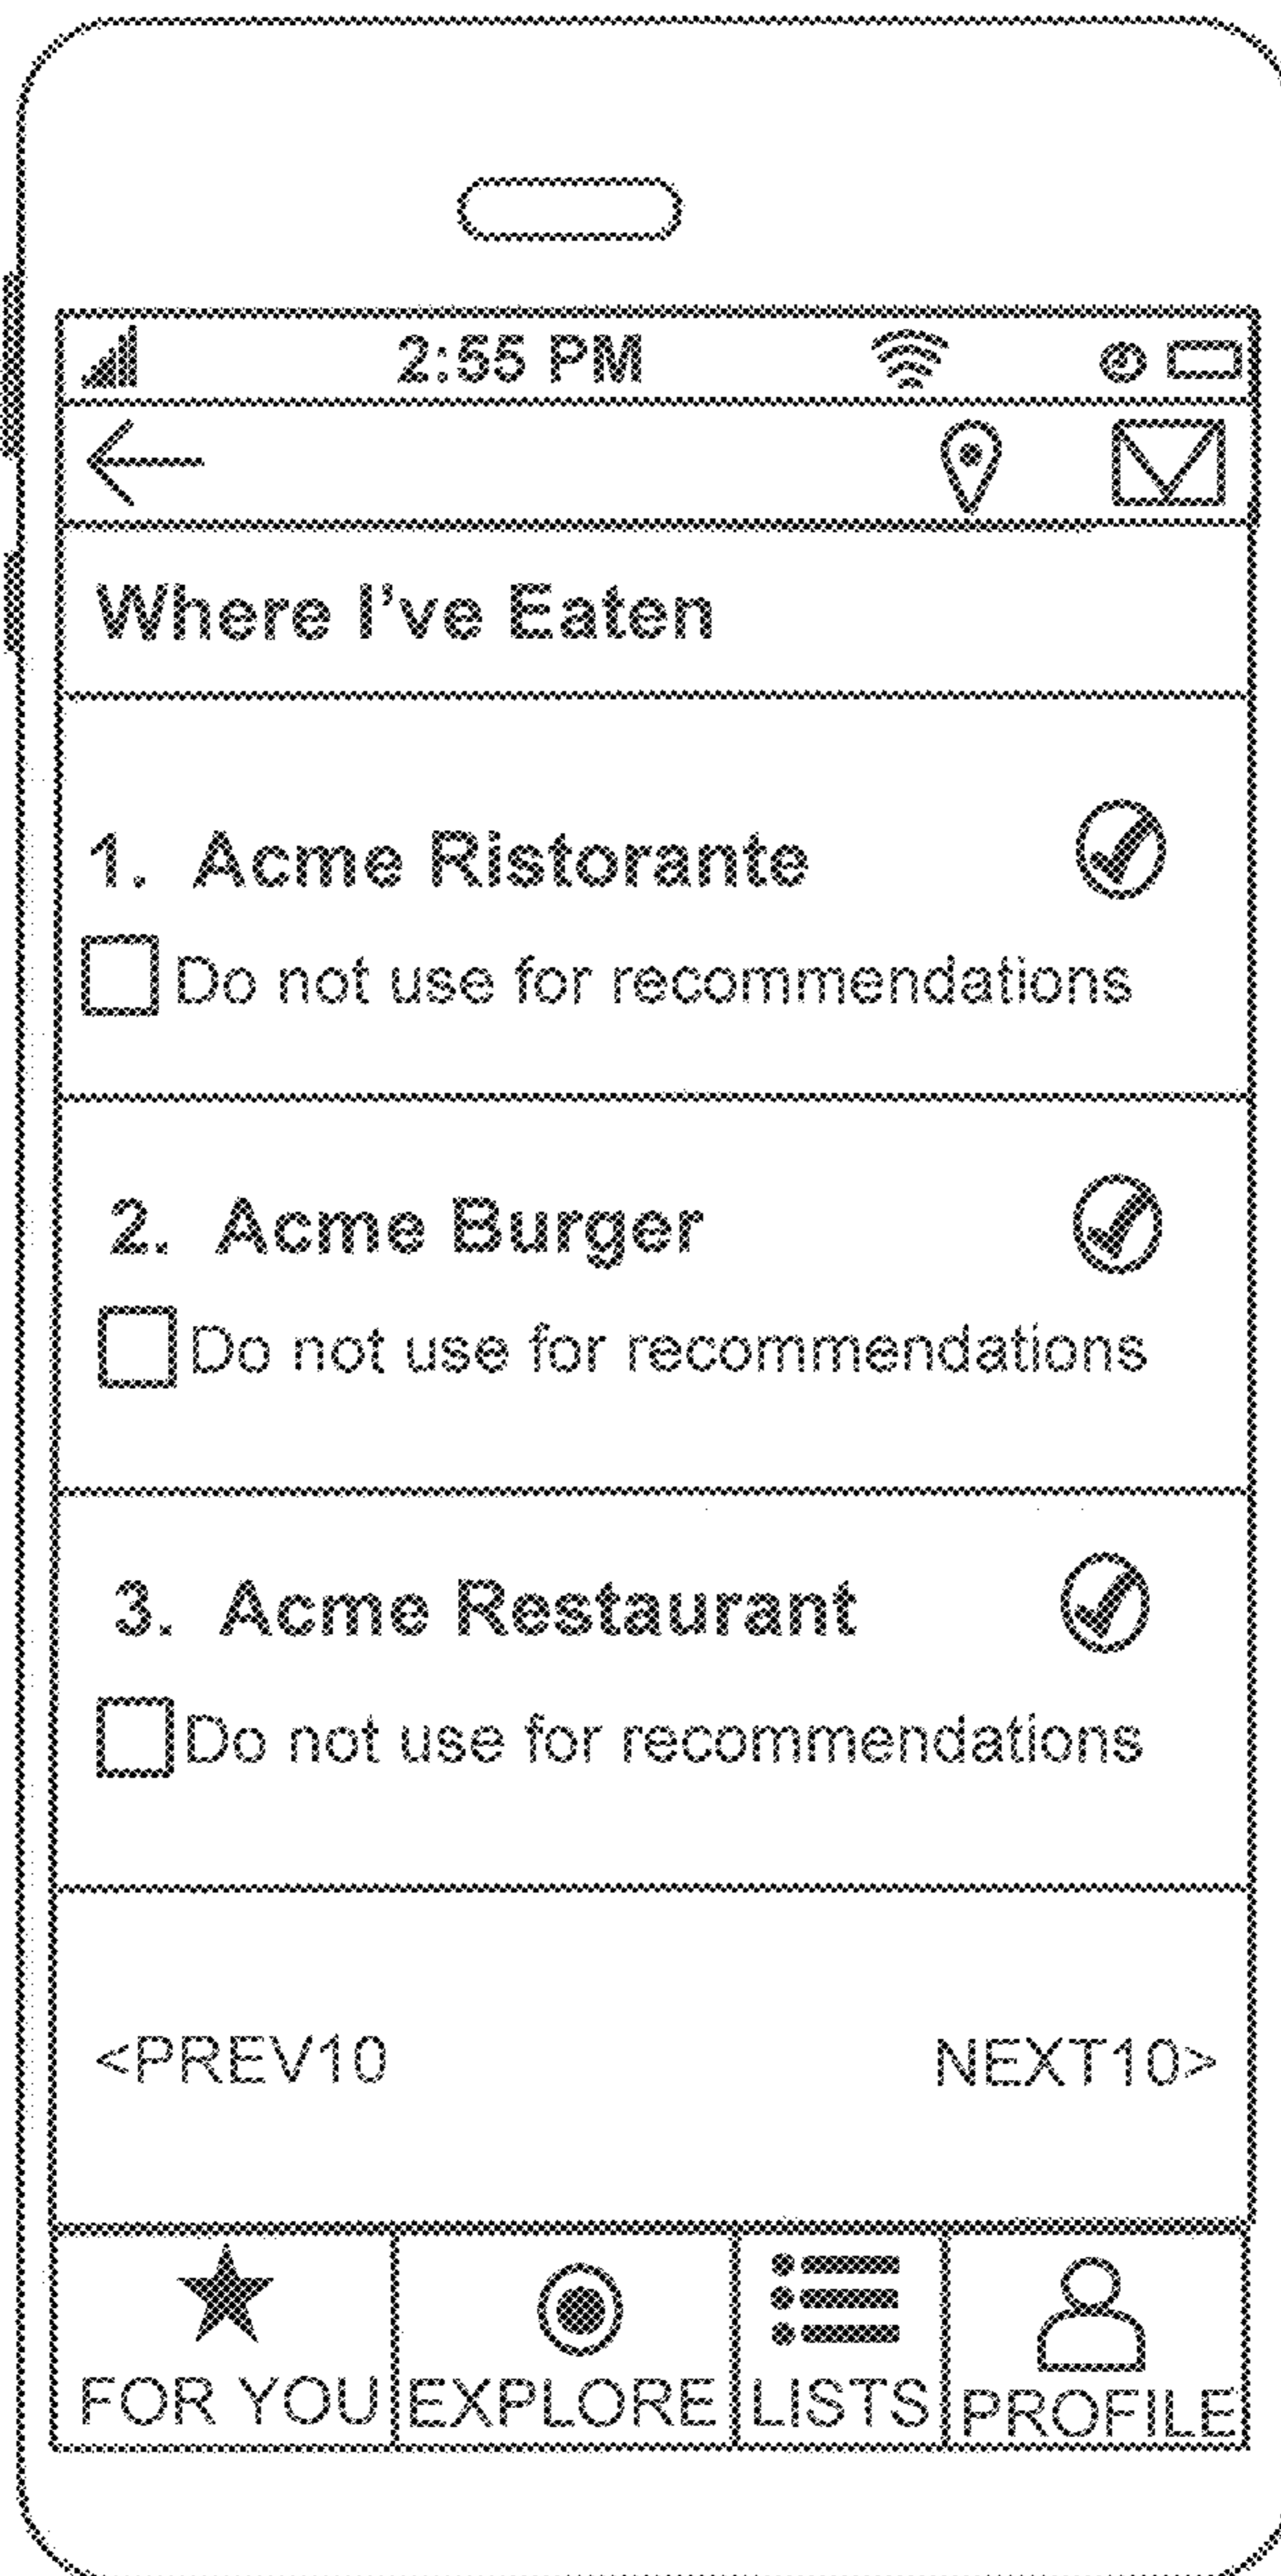 2:55 PM
Where I've Eaten
1. Acme Ristorante
Do not use for recommendations
2. Acme Burger
Do not use for recommendations
3. Acme Restaurant
Do not use for recommendations
<PREV10 NEXT10>
FOR YOU EXPLORE LISTS PROFILE